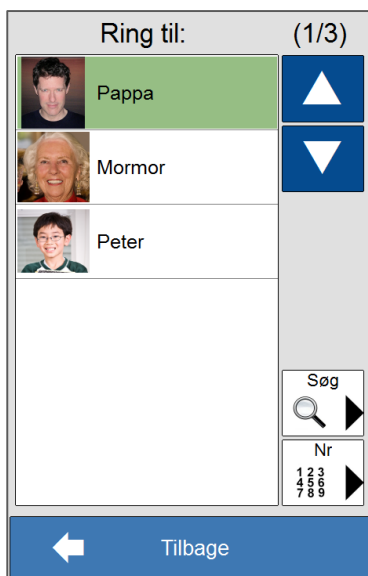 Ring til:
(1/3)
Pappa
Mormor
Peter
Søg
Nr
1 2 3
4 5 6
7 8 9
Tilbage